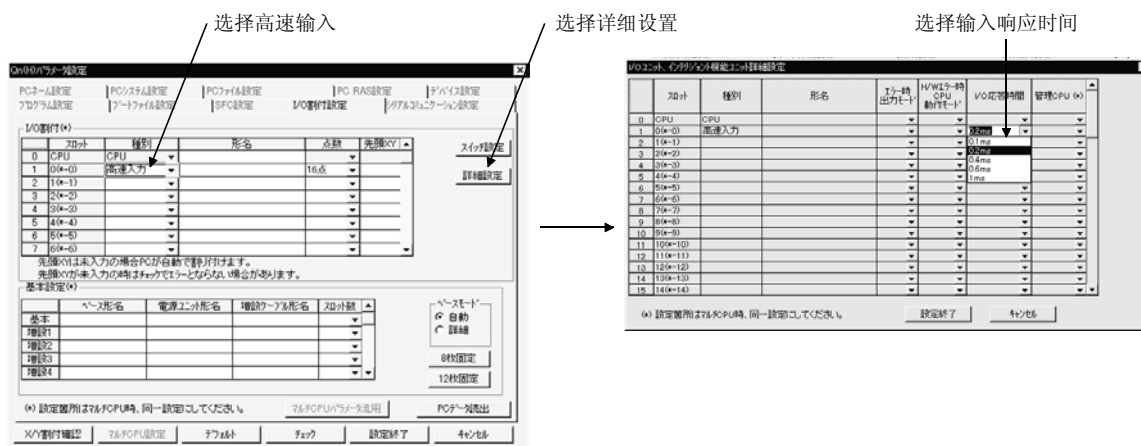 选择高速输入
选择详细设置
选择输入响应时间
Qn(H)パラメータ設定
PCネーム設定 PCシステム設定 PCファイル設定 PC RAS設定 デバイス設定
プログラム設定 ブートファイル設定 SFC設定 I/O割付設定 シリアルコミュニケーション設定
I/O割付(*)
スロット 種別 形名 点数 先頭XY
0 CPU CPU
1 0(*-0) 高速入力 16点
2 1(*-1)
3 2(*-2)
4 3(*-3)
5 4(*-4)
6 5(*-5)
7 6(*-6)
スイッチ設定
詳細設定
先頭XYは未入力の場合PCが自動で割り付けます。
先頭XYが未入力の時はチェックでエラーとならない場合があります。
基本設定(*)
ベース形名 電源ユニット形名 増設ケーブル形名 スロット数
基本
増設1
増設2
増設3
増設4
ベースモード
自動
詳細
8枚固定
12枚固定
(*) 設定箇所はマルチCPU時、同一設定にしてください。
マルチCPUパラメータ流用 PCデータ読出
X/Y割付確認 マルチCPU設定 デフォルト チェック 設定終了 キャンセル
I/Oユニット、インテリジェント機能ユニット詳細設定
スロット 種別 形名 エラー時出力モード H/Wエラー時CPU動作モード I/O応答時間 管理CPU (*)
0 CPU CPU
1 0(*-0) 高速入力 0.2ms
2 1(*-1)
3 2(*-2)
4 3(*-3)
5 4(*-4)
6 5(*-5)
7 6(*-6)
8 7(*-7)
9 8(*-8)
10 9(*-9)
11 10(*-10)
12 11(*-11)
13 12(*-12)
14 13(*-13)
15 14(*-14)
0.1ms
0.2ms
0.4ms
0.6ms
1ms
(*) 設定箇所はマルチCPU時、同一設定にしてください。
設定終了 キャンセル